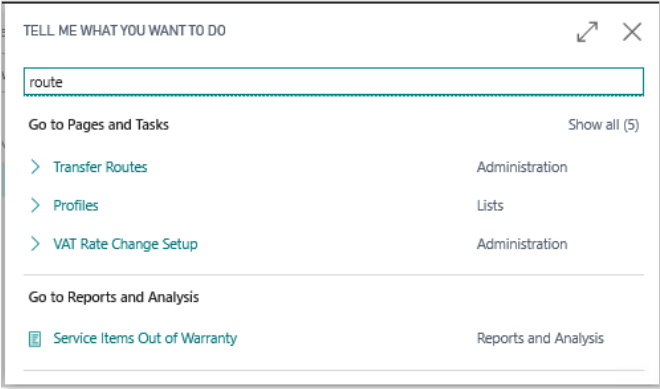 TELL ME WHAT YOU WANT TO DO
route
Go to Pages and Tasks Show all (5)
Transfer Routes Administration
Profiles Lists
VAT Rate Change Setup Administration
Go to Reports and Analysis
Service Items Out of Warranty Reports and Analysis